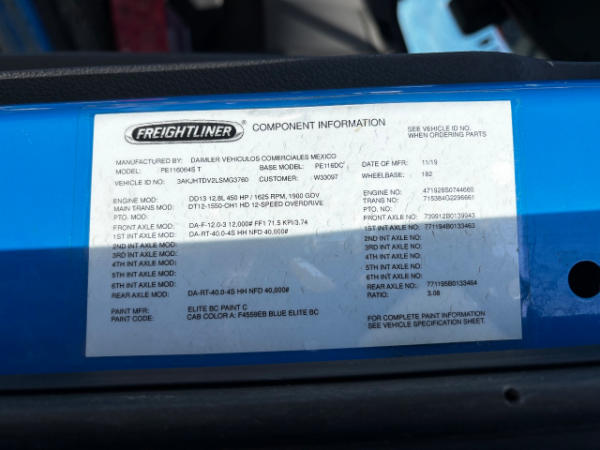 FREIGHTLINER® COMPONENT INFORMATION SEE VEHICLE ID NO.
WHEN ORDERING PARTS
MANUFACTURED BY: DAIMLER VEHICULOS COMERCIALES MEXICO DATE OF MFR: 11/19
MODEL: PE116064S T BASE MODEL: PE116DC WHEELBASE: 182
VEHICLE ID NO: 3AKJHTDV2LSMG3760 CUSTOMER: W33097
ENGINE MOD: DD13 12.8L 450 HP / 1625 RPM, 1900 GOV ENGINE NO: 471928S0744665
MAIN TRANS MOD: DT12-1550-OH1 HD 12-SPEED OVERDRIVE TRANS NO: 715384G2296661
PTO. MOD: PTO. NO:
FRONT AXLE MOD: DA-F-12.0-3 12,000# FF1 71.5 KPI/3.74 FRONT AXLE NO: 739912B0139943
1ST INT AXLE MOD: DA-RT-40.0-4S HH NFD 40,000# 1ST INT AXLE NO: 771194B0133463
2ND INT AXLE MOD: 2ND INT AXLE NO:
3RD INT AXLE MOD: 3RD INT AXLE NO:
4TH INT AXLE MOD: 4TH INT AXLE NO:
5TH INT AXLE MOD: 5TH INT AXLE NO:
6TH INT AXLE MOD: 6TH INT AXLE NO:
REAR AXLE MOD: DA-RT-40.0-4S HH NFD 40,000# REAR AXLE NO: 771195B0133464
RATIO: 3.08
PAINT MFR: ELITE BC PAINT C
PAINT CODE: CAB COLOR A: F4559EB BLUE ELITE BC FOR COMPLETE PAINT INFORMATION
SEE VEHICLE SPECIFICATION SHEET.